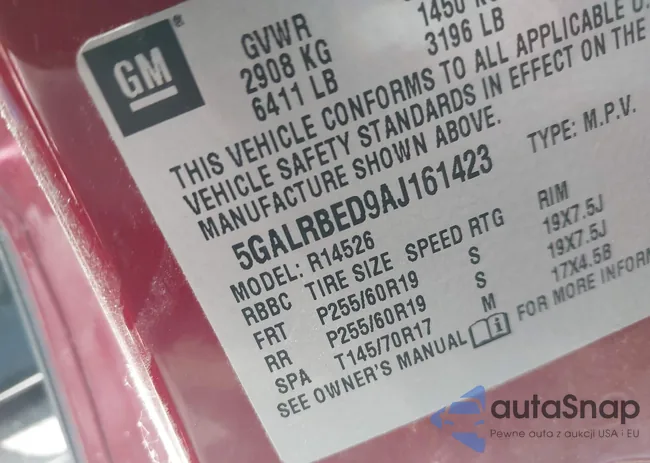 GM
®
GVWR
2908 KG
6411 LB
1450
3196 LB
THIS VEHICLE CONFORMS TO ALL APPLICABLE
VEHICLE SAFETY STANDARDS IN EFFECT ON THE
MANUFACTURE SHOWN ABOVE.
5GALRBED9AJ161423 TYPE: M.P.V.
MODEL: R14526
RBBC TIRE SIZE SPEED RTG RIM
FRT P255/60R19 S 19X7.5J
RR P255/60R19 S 19X7.5J
SPA T145/70R17 M 17X4.5B
SEE OWNER'S MANUAL FOR MORE INFORM
autaSnap
Pewne auta z aukcji USA i EU